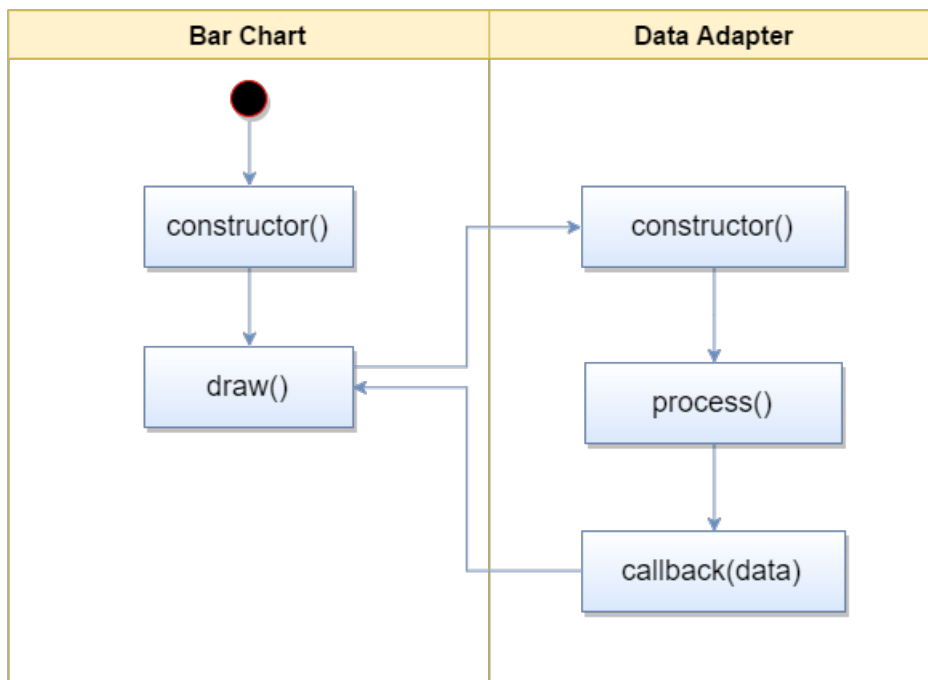 Bar Chart
Data Adapter
constructor()
constructor()
draw()
process()
callback(data)